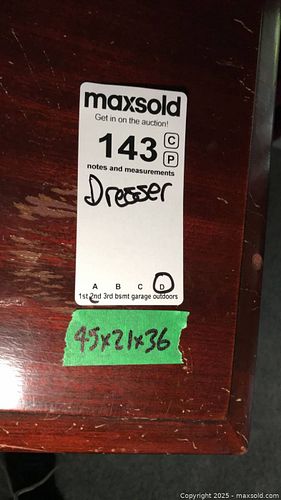 maxsold
Get in on the auction!
143 C
P
notes and measurements
Dresser
A B C D
1st 2nd 3rd bsmt garage outdoors
45x21x36
Copyright 2025 - maxsold.com